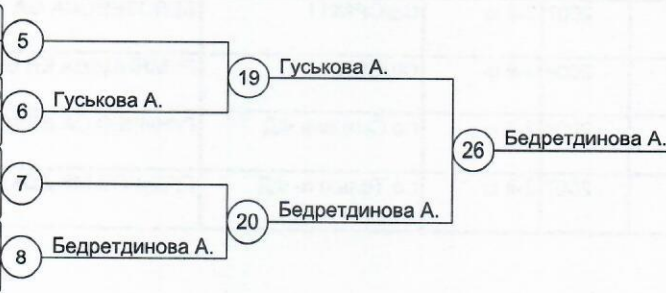 5
19 Гуськова А.
6 Гуськова А.
26 Бедретдинова А.
7
20 Бедретдинова А.
8 Бедретдинова А.